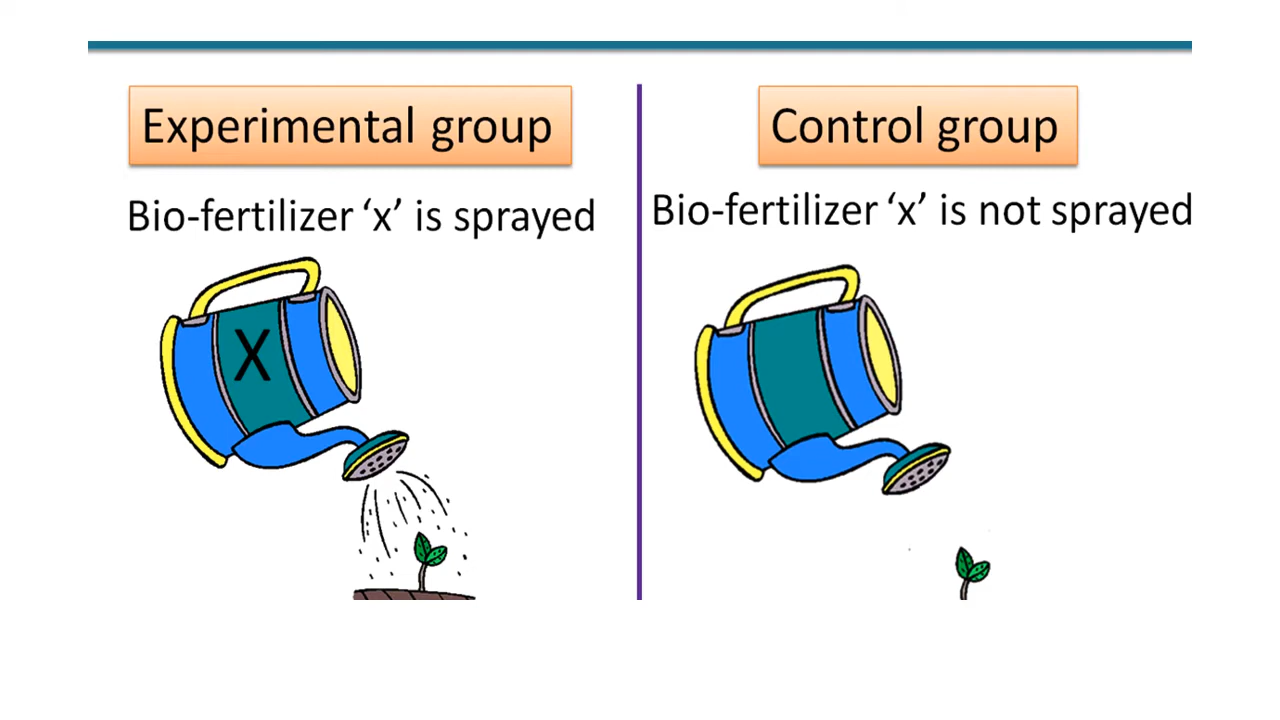 Experimental group
Bio-fertilizer ‘x’ is sprayed
X
Control group
Bio-fertilizer ‘x’ is not sprayed